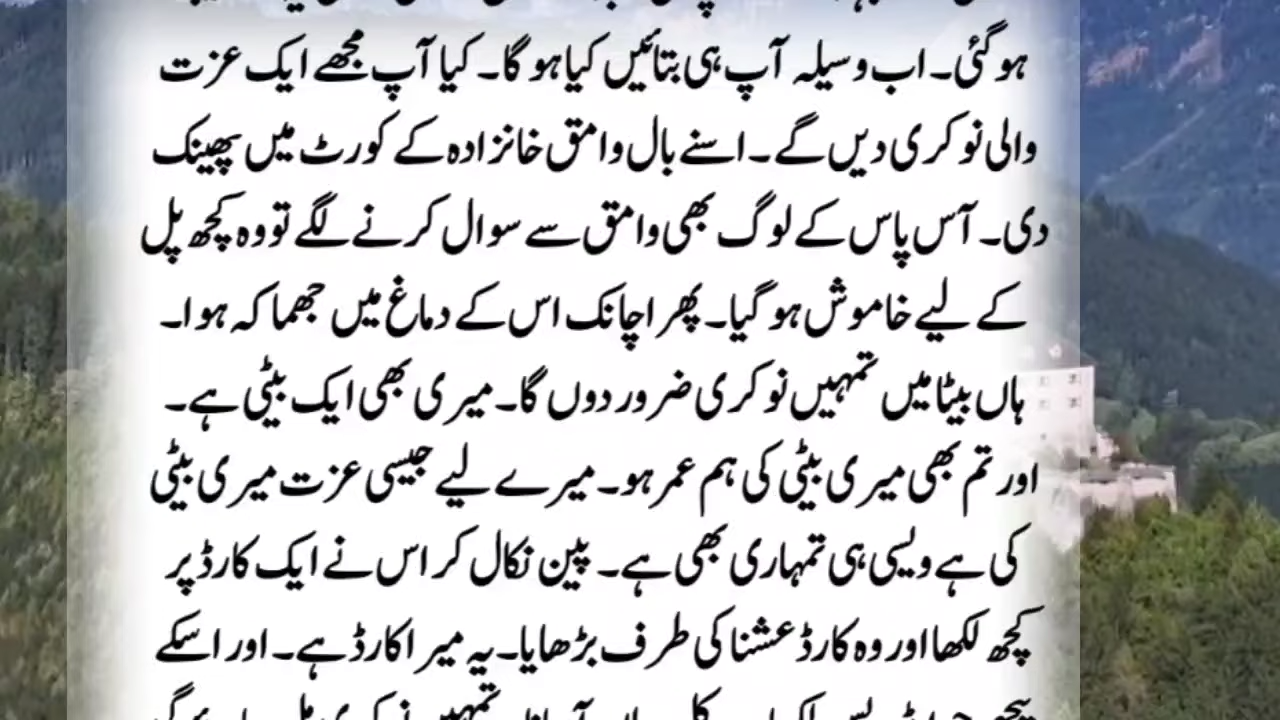 ہوگئی۔ اب وسیلہ آپ ہی بتائیں کیا ہو گا۔ کیا آپ مجھے ایک عزت
والی نوکری دیں گے۔ اسنے بال وامق خانزادہ کے کورٹ میں پھینک
دی۔ آس پاس کے لوگ بھی وامق سے سوال کرنے لگے تو وہ کچھ پل
کے لیے خاموش ہو گیا۔ پھر اچانک اس کے دماغ میں جھماکہ ہوا۔
ہاں بیٹا میں تمہیں نوکری ضرور دوں گا۔ میری بھی ایک بیٹی ہے۔
اور تم بھی میری بیٹی کی ہم عمر ہو۔ میرے لیے جیسی عزت میری بیٹی
کی ہے ویسی ہی تمہاری بھی ہے۔ پین نکال کر اس نے ایک کارڈ پر
کچھ لکھا اور وہ کارڈ عشنا کی طرف بڑھایا۔ یہ میرا کارڈ ہے۔ اور اسکے